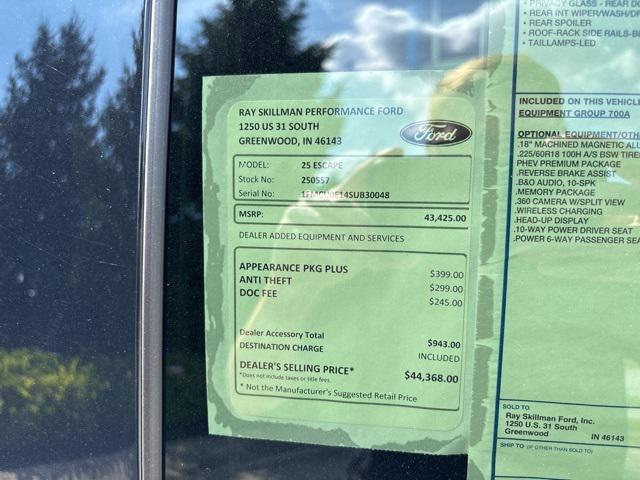 RAY SKILLMAN PERFORMANCE FORD
1250 US 31 SOUTH
GREENWOOD, IN 46143
Ford
MODEL: 25 ESCAPE
Stock No: 250557
Serial No: 1FMCU0E14SUB30048
MSRP: 43,425.00
DEALER ADDED EQUIPMENT AND SERVICES
APPEARANCE PKG PLUS $399.00
ANTI THEFT $299.00
DOC FEE $245.00
Dealer Accessory Total $943.00
DESTINATION CHARGE INCLUDED
DEALER'S SELLING PRICE* $44,368.00
*Does not include taxes or title fees.
* Not the Manufacturer's Suggested Retail Price
• PRIVACY GLASS - REAR DO
• REAR INT WIPER/WASH/DF
• REAR SPOILER
• ROOF-RACK SIDE RAILS-B
• TAILLAMPS-LED
INCLUDED ON THIS VEHICL
EQUIPMENT GROUP 700A
OPTIONAL EQUIPMENT/OTH
.18" MACHINED MAGNETIC ALU
.225/60R18 100H A/S BSW TIRES
PHEV PREMIUM PACKAGE
.REVERSE BRAKE ASSIST
.B&O AUDIO, 10-SPK
.MEMORY PACKAGE
.360 CAMERA W/SPLIT VIEW
.WIRELESS CHARGING
.HEAD-UP DISPLAY
.10-WAY POWER DRIVER SEAT
.POWER 6-WAY PASSENGER SEA
SOLD TO
Ray Skillman Ford, Inc.
1250 U.S. 31 South
Greenwood IN 46143
SHIP TO (IF OTHER THAN SOLD TO)